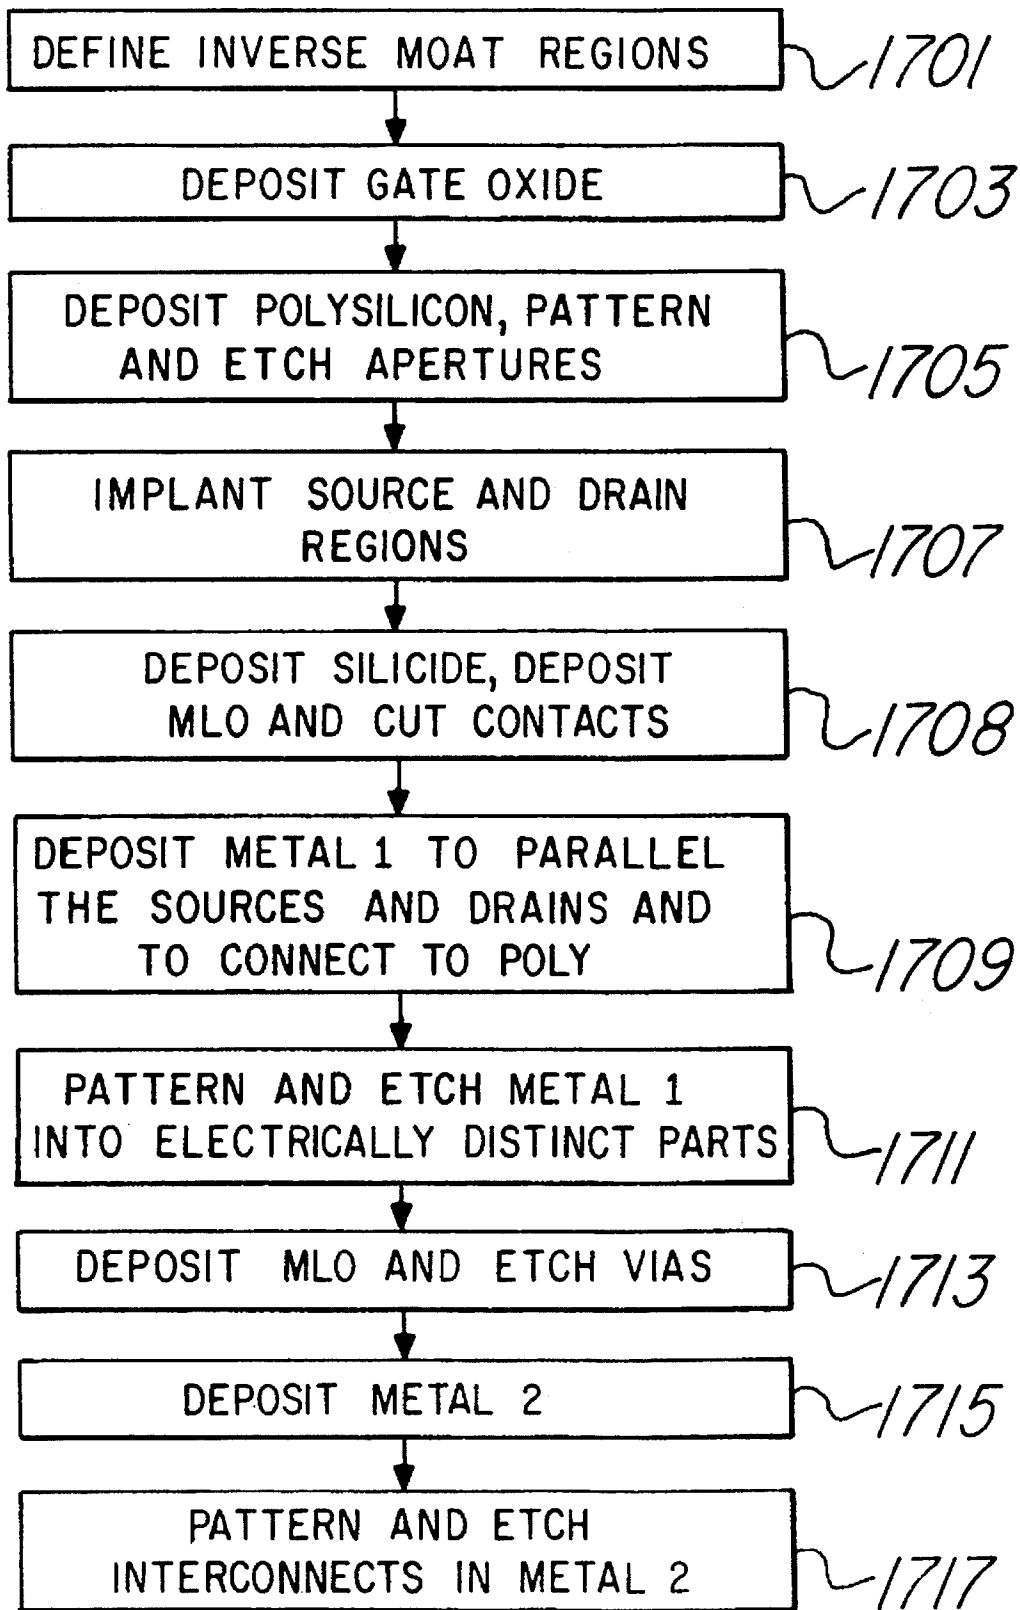 DEFINE INVERSE MOAT REGIONS
1701
DEPOSIT GATE OXIDE
1703
DEPOSIT POLYSILICON, PATTERN
AND ETCH APERTURES
1705
IMPLANT SOURCE AND DRAIN
REGIONS
1707
DEPOSIT SILICIDE, DEPOSIT
MLO AND CUT CONTACTS
1708
DEPOSIT METAL 1 TO PARALLEL
THE SOURCES AND DRAINS AND
TO CONNECT TO POLY
1709
PATTERN AND ETCH METAL 1
INTO ELECTRICALLY DISTINCT PARTS
1711
DEPOSIT MLO AND ETCH VIAS
1713
DEPOSIT METAL 2
1715
PATTERN AND ETCH
INTERCONNECTS IN METAL 2
1717